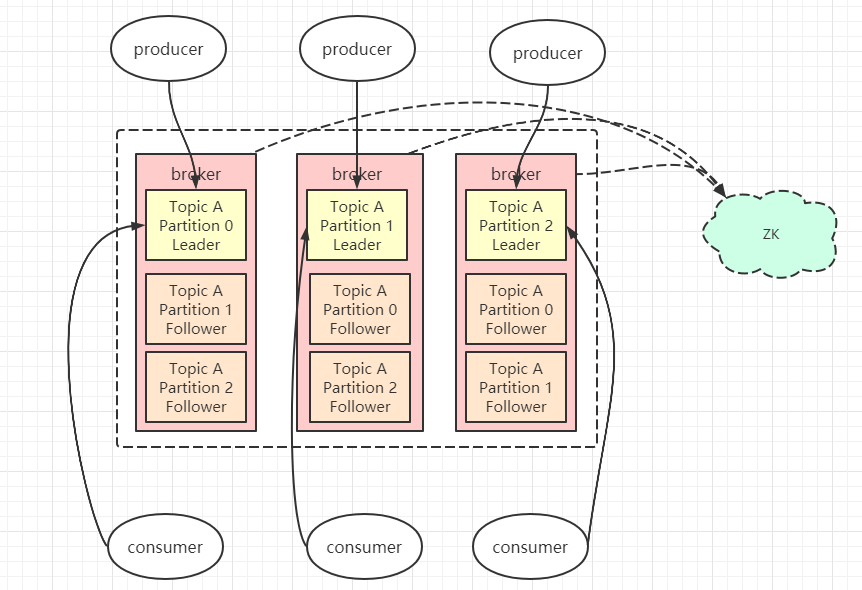 producer
producer
producer
broker
broker
broker
Topic A
Partition 0
Leader
Topic A
Partition 1
Leader
Topic A
Partition 2
Leader
ZK
Topic A
Partition 1
Follower
Topic A
Partition 0
Follower
Topic A
Partition 0
Follower
Topic A
Partition 2
Follower
Topic A
Partition 2
Follower
Topic A
Partition 1
Follower
consumer
consumer
consumer